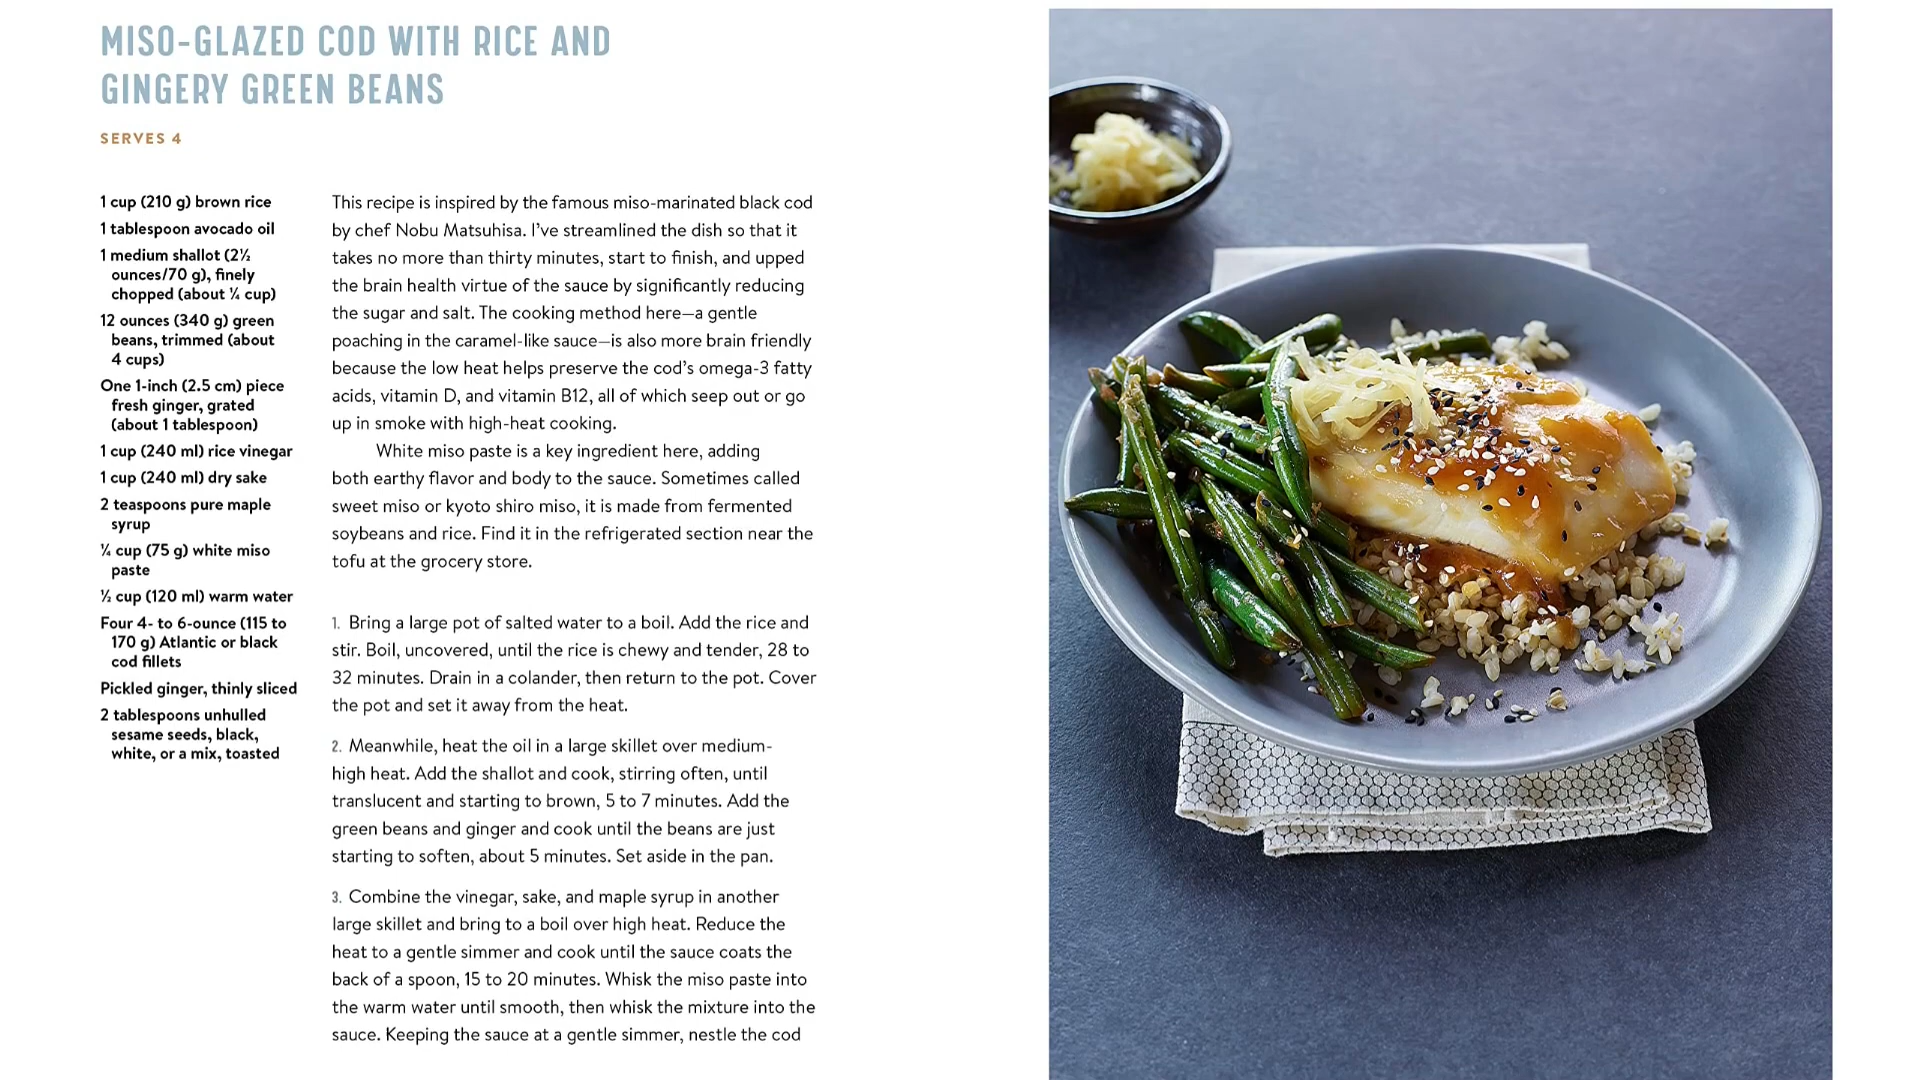 MISO-GLAZED COD WITH RICE AND
GINGERY GREEN BEANS
SERVES 4
1 cup (210 g) brown rice
1 tablespoon avocado oil
1 medium shallot (2½
ounces/70 g), finely
chopped (about ¼ cup)
12 ounces (340 g) green
beans, trimmed (about
4 cups)
One 1-inch (2.5 cm) piece
fresh ginger, grated
(about 1 tablespoon)
1 cup (240 ml) rice vinegar
1 cup (240 ml) dry sake
2 teaspoons pure maple
syrup
¼ cup (75 g) white miso
paste
½ cup (120 ml) warm water
Four 4- to 6-ounce (115 to
170 g) Atlantic or black
cod fillets
Pickled ginger, thinly sliced
2 tablespoons unhulled
sesame seeds, black,
white, or a mix, toasted
This recipe is inspired by the famous miso-marinated black cod
by chef Nobu Matsuhisa. I’ve streamlined the dish so that it
takes no more than thirty minutes, start to finish, and upped
the brain health virtue of the sauce by significantly reducing
the sugar and salt. The cooking method here—a gentle
poaching in the caramel-like sauce—is also more brain friendly
because the low heat helps preserve the cod’s omega-3 fatty
acids, vitamin D, and vitamin B12, all of which seep out or go
up in smoke with high-heat cooking.
White miso paste is a key ingredient here, adding
both earthy flavor and body to the sauce. Sometimes called
sweet miso or kyoto shiro miso, it is made from fermented
soybeans and rice. Find it in the refrigerated section near the
tofu at the grocery store.
1. Bring a large pot of salted water to a boil. Add the rice and
stir. Boil, uncovered, until the rice is chewy and tender, 28 to
32 minutes. Drain in a colander, then return to the pot. Cover
the pot and set it away from the heat.
2. Meanwhile, heat the oil in a large skillet over medium-
high heat. Add the shallot and cook, stirring often, until
translucent and starting to brown, 5 to 7 minutes. Add the
green beans and ginger and cook until the beans are just
starting to soften, about 5 minutes. Set aside in the pan.
3. Combine the vinegar, sake, and maple syrup in another
large skillet and bring to a boil over high heat. Reduce the
heat to a gentle simmer and cook until the sauce coats the
back of a spoon, 15 to 20 minutes. Whisk the miso paste into
the warm water until smooth, then whisk the mixture into the
sauce. Keeping the sauce at a gentle simmer, nestle the cod